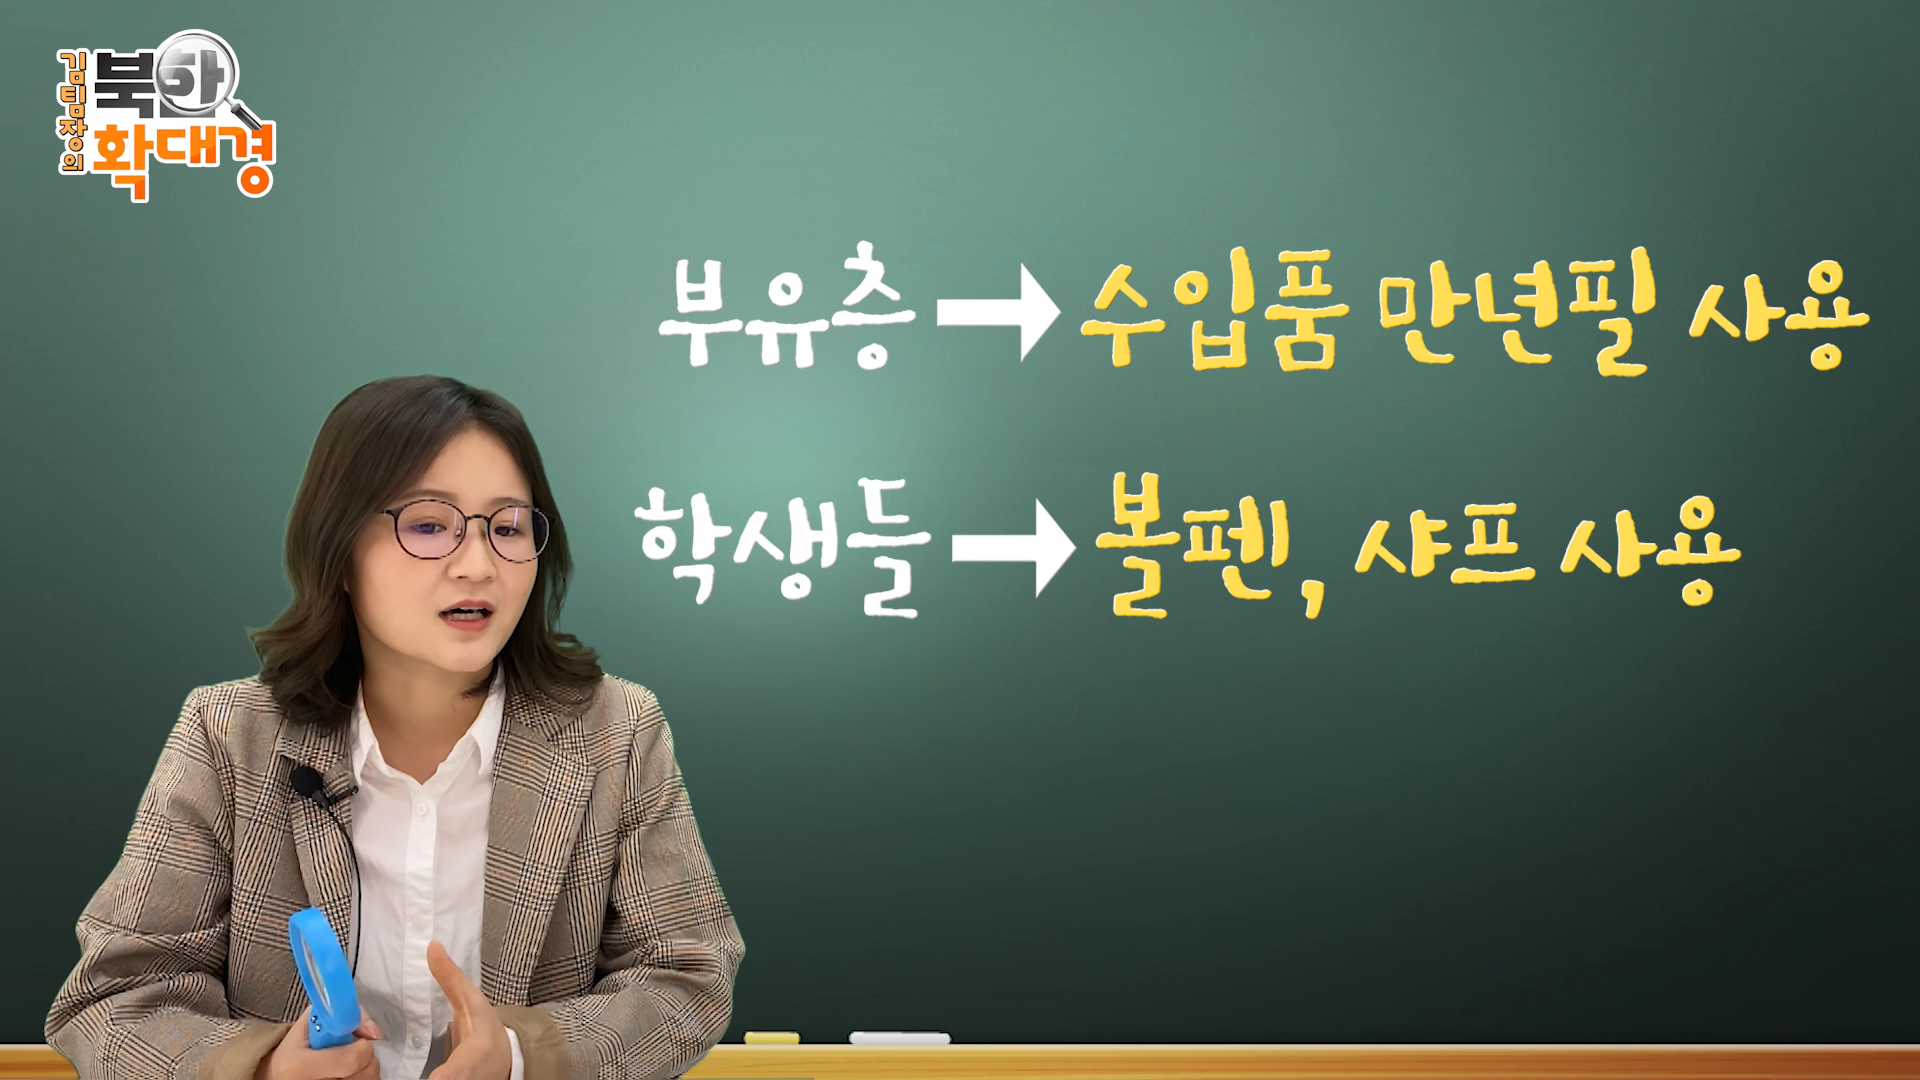 김팀장의
북한
확대경
부유층 → 수입품 만년필 사용
학생들 → 볼펜, 샤프 사용